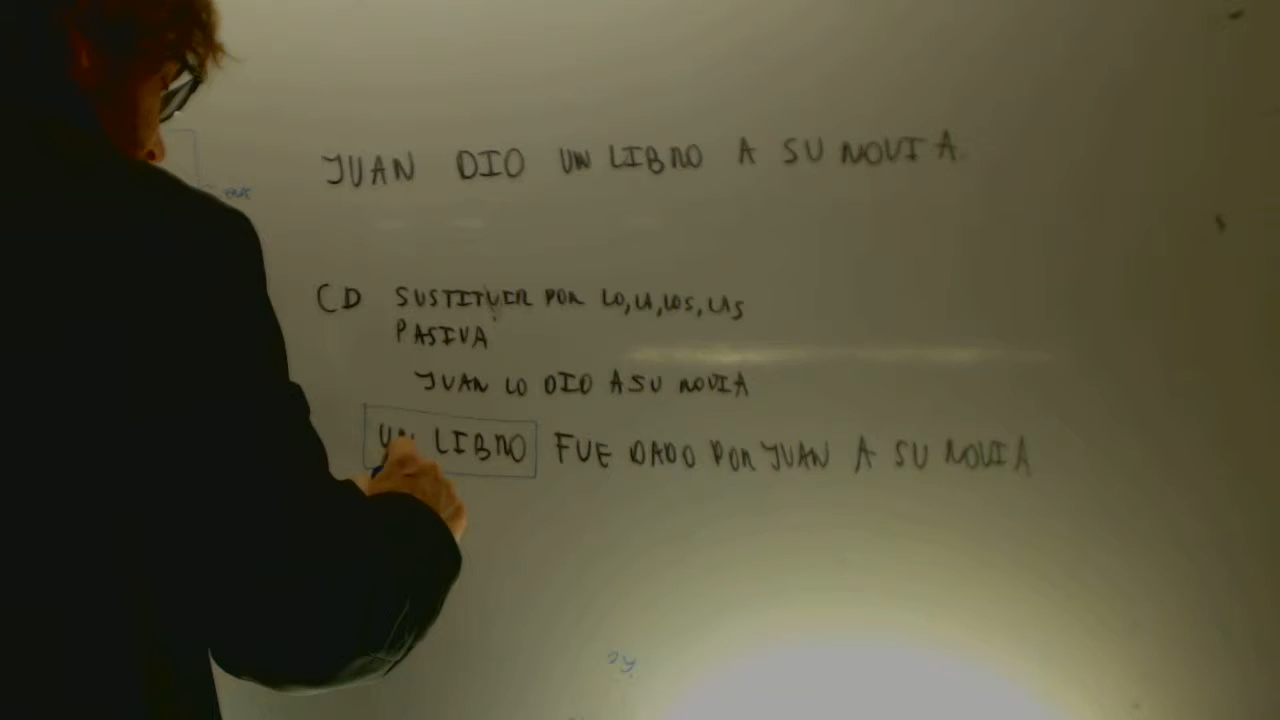 JUAN DIO UN LIBRO A SU NOVIA.
CD SUSTITUIR POR LO, LA, LOS, LAS
PASIVA
JUAN LO DIO A SU NOVIA
UN LIBRO FUE DADO POR JUAN A SU NOVIA